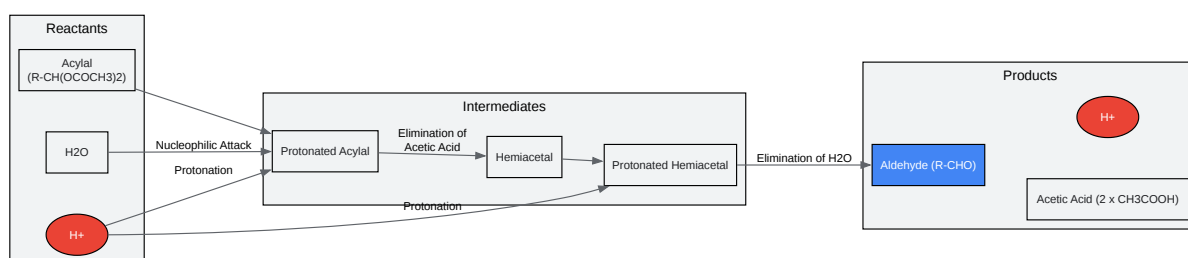 Reactants
Acylal
(R-CH(OCOCH3)2)
H2O
H+
Nucleophilic Attack
Protonation
Intermediates
Protonated Acylal
Elimination of
Acetic Acid
Hemiacetal
Protonated Hemiacetal
Protonation
Elimination of H2O
Products
H+
Aldehyde (R-CHO)
Acetic Acid (2 x CH3COOH)